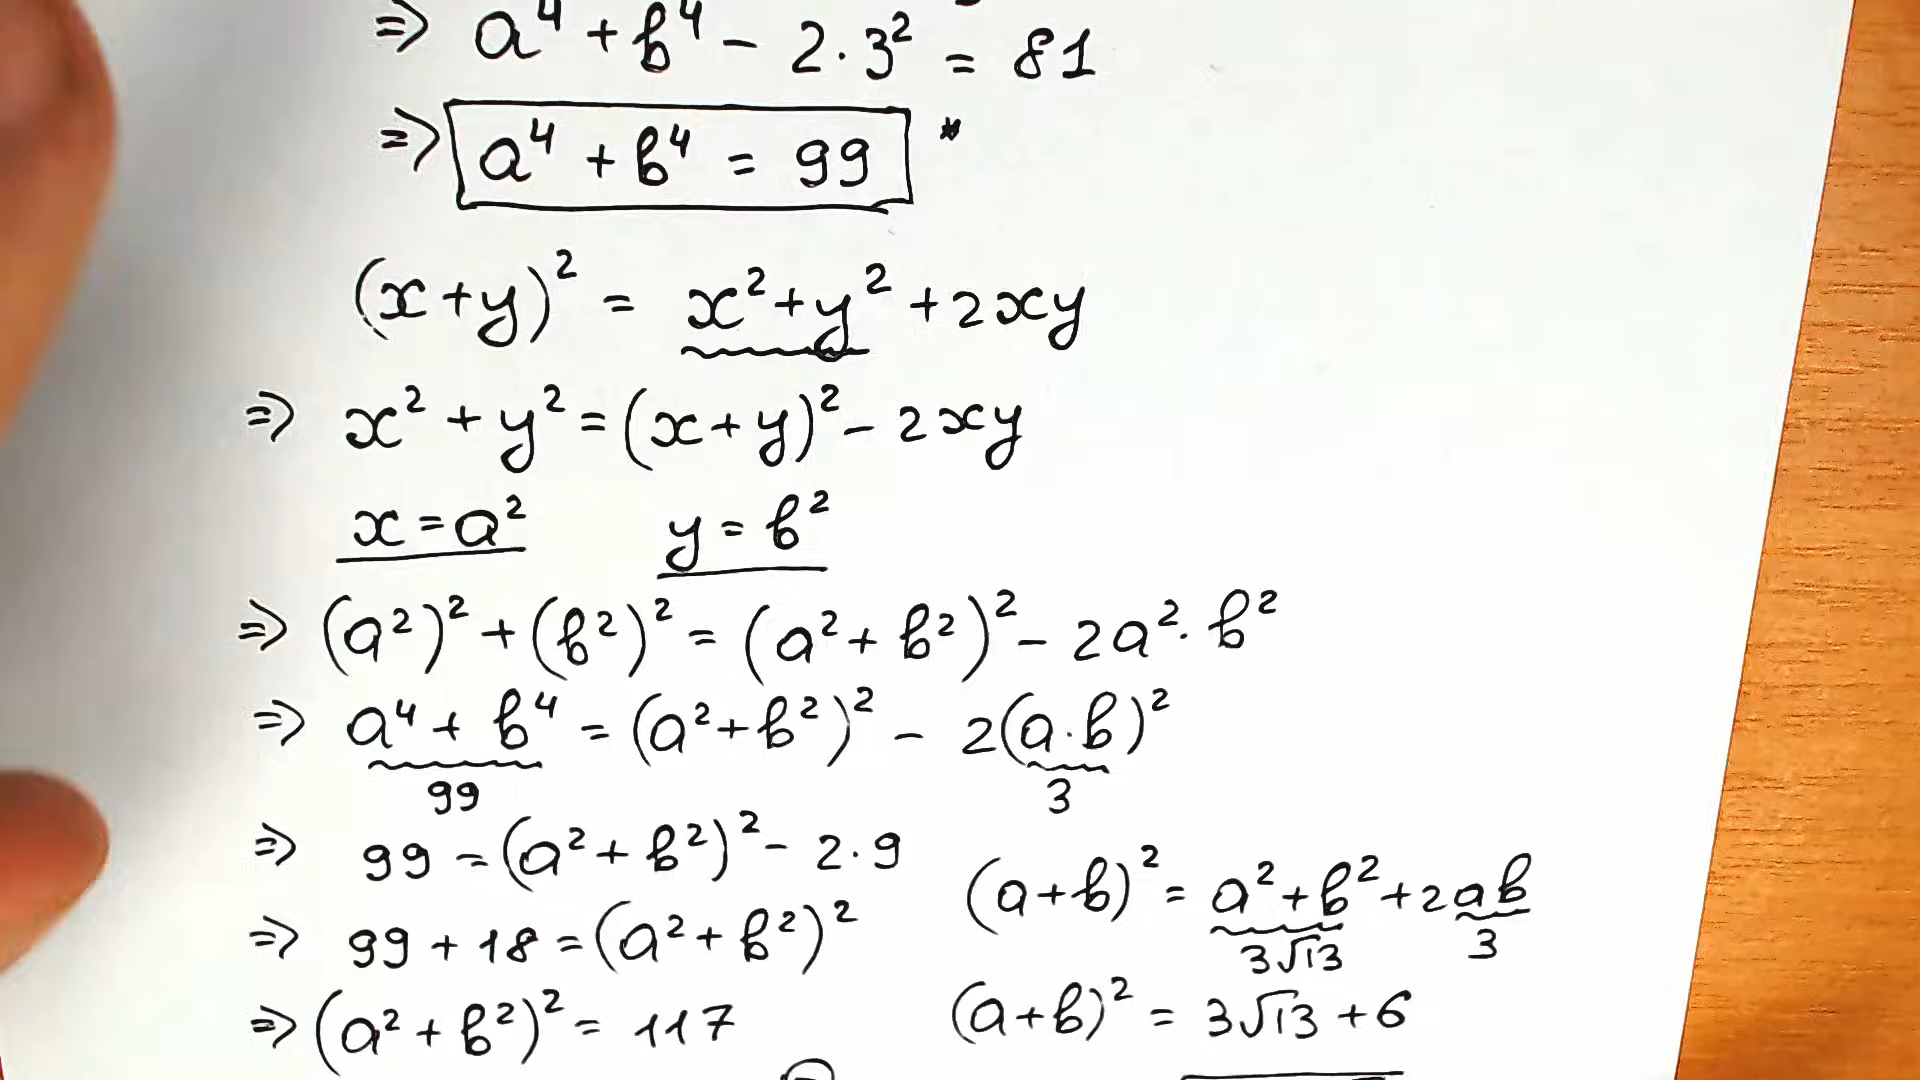 => a⁴ + b⁴ - 2·3² = 81
=> a⁴ + b⁴ = 99 *
(x+y)² = x²+y² + 2xy
=> x² + y² = (x+y)² - 2xy
x = a² y = b²
=> (a²)² + (b²)² = (a² + b²)² - 2a²·b²
=> a⁴ + b⁴ = (a²+b²)² - 2(a·b)²
99 3
=> 99 = (a² + b²)² - 2·9
=> 99 + 18 = (a² + b²)²
=> (a² + b²)² = 117
(a+b)² = a²+b²+2ab
3√13 3
(a+b)² = 3√13 + 6